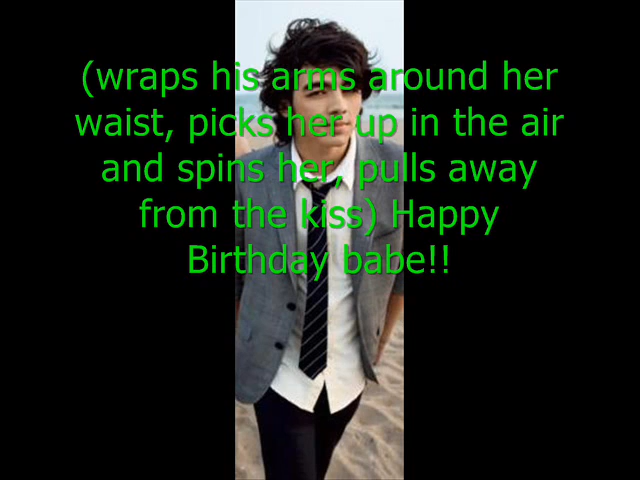 (wraps his arms around her
waist, picks her up in the air
and spins her, pulls away
from the kiss) Happy
Birthday babe!!